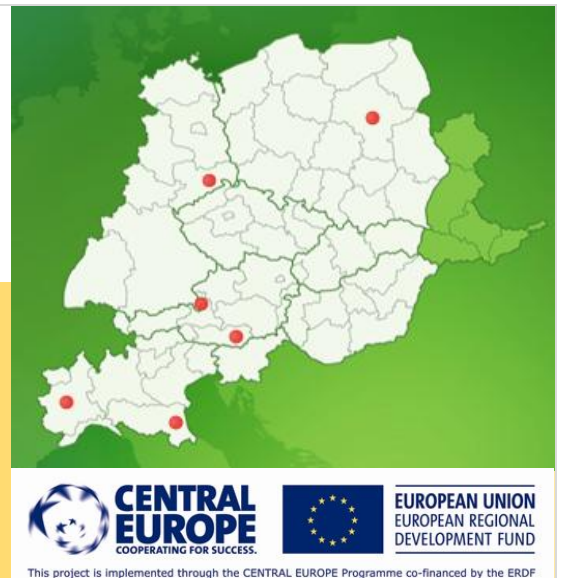 CENTRAL
EUROPE
COOPERATING FOR SUCCESS.
EUROPEAN UNION
EUROPEAN REGIONAL
DEVELOPMENT FUND
This project is implemented through the CENTRAL EUROPE Programme co-financed by the ERDF